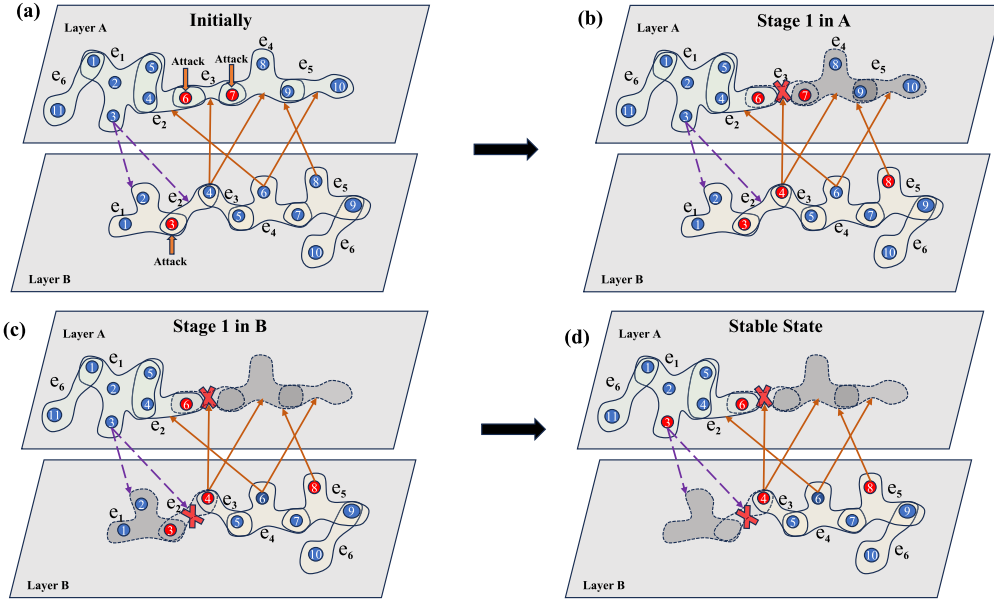 (a)
Initially
Layer A
e6
e1
1
2
5
4
3
11
e2
Attack
6
e3
Attack
7
e4
8
9
e5
10
e1
1
2
3
Attack
e2
4
e3
5
6
e4
7
8
e5
9
10
e6
Layer B
(b)
Stage 1 in A
Layer A
e6
e1
1
2
5
4
3
11
e2
6
e3
7
e4
8
9
e5
10
e1
1
2
3
e2
4
e3
5
6
e4
7
8
e5
9
10
e6
Layer B
(c)
Stage 1 in B
Layer A
e6
e1
1
2
5
4
3
11
e2
6
e1
1
2
3
e2
4
e3
5
6
e4
7
8
e5
9
10
e6
Layer B
(d)
Stable State
Layer A
e6
e1
1
2
5
4
3
11
e2
6
4
e3
5
6
e4
7
8
e5
9
10
e6
Layer B